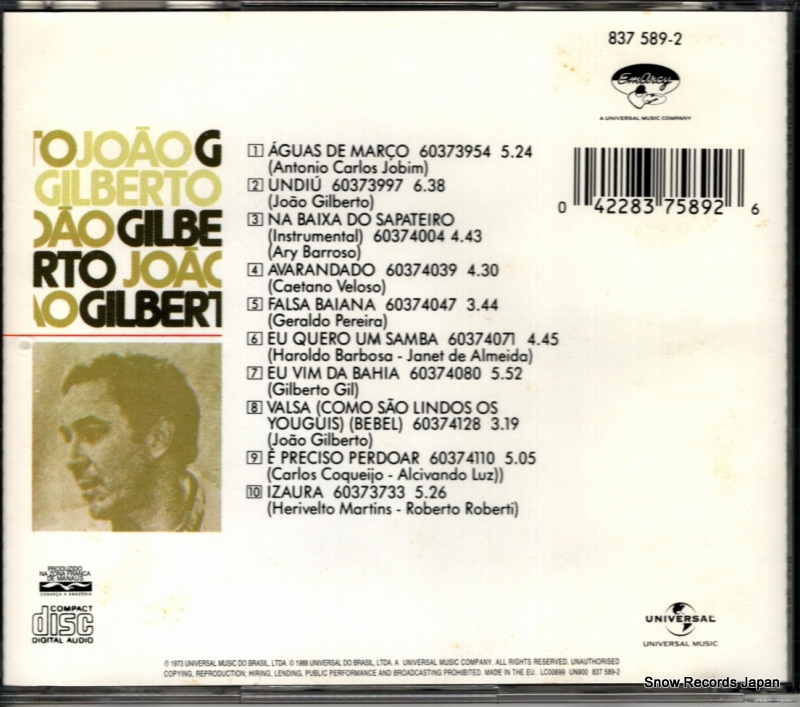 837 589-2
EmArcy
A UNIVERSAL MUSIC COMPANY
0 42283 75892 6
TO JOÃO G
GILBERTO
OÃO GILBE
RTO JOÃO
ÃO GILBERT
1 ÁGUAS DE MARÇO 60373954 5.24
(Antonio Carlos Jobim)
2 UNDIÚ 60373997 6.38
(João Gilberto)
3 NA BAIXA DO SAPATEIRO
(Instrumental) 60374004 4.43
(Ary Barroso)
4 AVARANDADO 60374039 4.30
(Caetano Veloso)
5 FALSA BAIANA 60374047 3.44
(Geraldo Pereira)
6 EU QUERO UM SAMBA 60374071 4.45
(Haroldo Barbosa - Janet de Almeida)
7 EU VIM DA BAHIA 60374080 5.52
(Gilberto Gil)
8 VALSA (COMO SÃO LINDOS OS
YOUGUIS) (BEBEL) 60374128 3.19
(João Gilberto)
9 È PRECISO PERDOAR 60374110 5.05
(Carlos Coqueijo - Alcivando Luz))
10 IZAURA 60373733 5.26
(Herivelto Martins - Roberto Roberti)
PRODUZIDO
NA ZONA FRANCA
DE MANAUS
CONHEÇA A AMAZÔNIA
COMPACT
disc
DIGITAL AUDIO
UNIVERSAL
UNIVERSAL MUSIC
℗ 1973 UNIVERSAL MUSIC DO BRASIL, LTDA. © 1988 UNIVERSAL DO BRASIL, LTDA. A UNIVERSAL MUSIC COMPANY. ALL RIGHTS RESERVED. UNAUTHORISED
COPYING, REPRODUCTION, HIRING, LENDING, PUBLIC PERFORMANCE AND BROADCASTING PROHIBITED. MADE IN THE EU. LC00699 UN900 837 589-2
Snow Records Japan